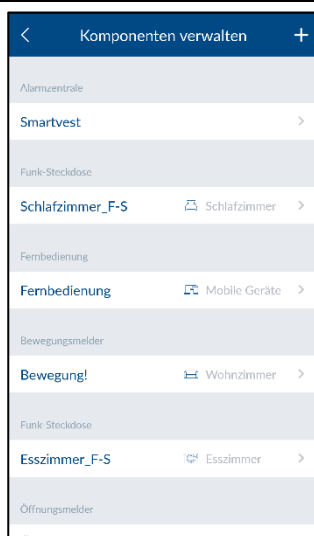 Komponenten verwalten
Alarmzentrale
Smartvest
Funk-Steckdose
Schlafzimmer_F-S Schlafzimmer
Fernbedienung
Fernbedienung Mobile Geräte
Bewegungsmelder
Bewegung! Wohnzimmer
Funk-Steckdose
Esszimmer_F-S Esszimmer
Öffnungsmelder